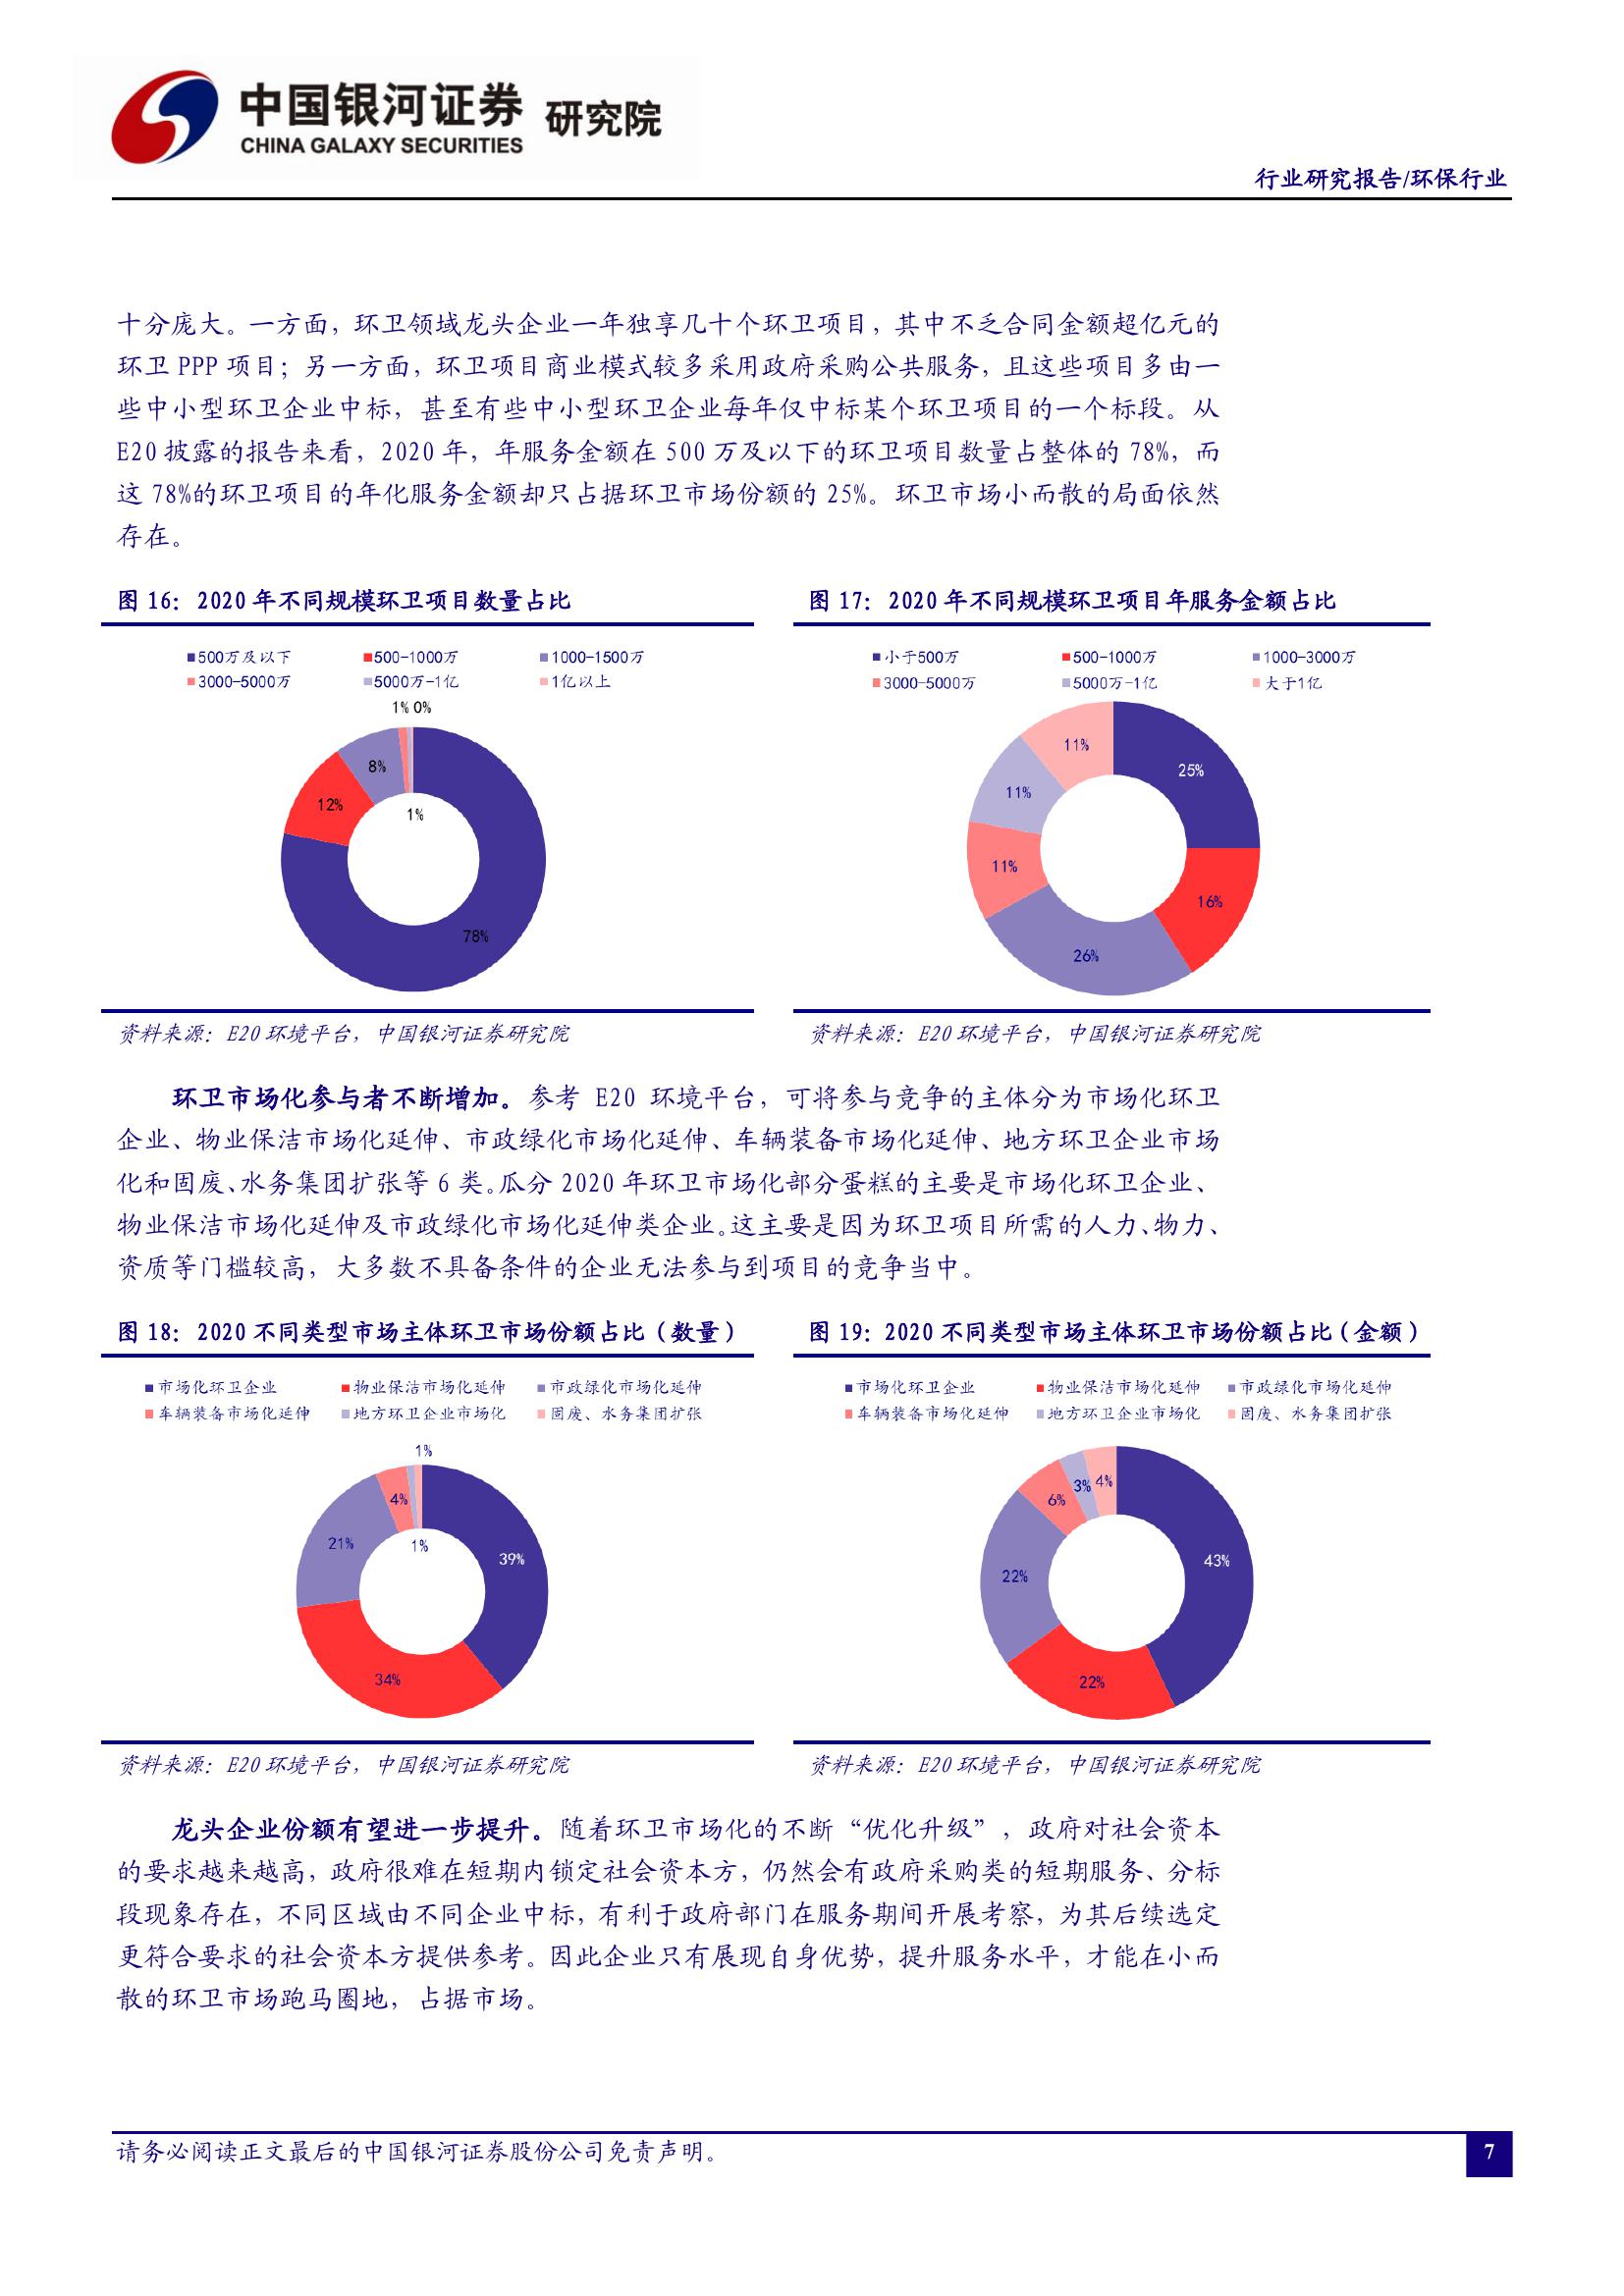 中国银河证券 研究院
CHINA GALAXY SECURITIES
行业研究报告/环保行业
十分庞大。一方面，环卫领域龙头企业一年独享几十个环卫项目，其中不乏合同金额超亿元的
环卫 PPP 项目；另一方面，环卫项目商业模式较多采用政府采购公共服务，且这些项目多由一
些中小型环卫企业中标，甚至有些中小型环卫企业每年仅中标某个环卫项目的一个标段。从
E20 披露的报告来看，2020 年，年服务金额在 500 万及以下的环卫项目数量占整体的 78%，而
这 78%的环卫项目的年化服务金额却只占据环卫市场份额的 25%。环卫市场小而散的局面依然
存在。
图 16：2020 年不同规模环卫项目数量占比
500万及以下 500-1000万 1000-1500万
3000-5000万 5000万-1亿 1亿以上
1% 0%
8%
12%
1%
78%
资料来源：E20 环境平台，中国银河证券研究院
图 17：2020 年不同规模环卫项目年服务金额占比
小于500万 500-1000万 1000-3000万
3000-5000万 5000万-1亿 大于1亿
11%
25%
11%
11%
16%
26%
资料来源：E20 环境平台，中国银河证券研究院
环卫市场化参与者不断增加。参考 E20 环境平台，可将参与竞争的主体分为市场化环卫
企业、物业保洁市场化延伸、市政绿化市场化延伸、车辆装备市场化延伸、地方环卫企业市场
化和固废、水务集团扩张等 6 类。瓜分 2020 年环卫市场化部分蛋糕的主要是市场化环卫企业、
物业保洁市场化延伸及市政绿化市场化延伸类企业。这主要是因为环卫项目所需的人力、物力、
资质等门槛较高，大多数不具备条件的企业无法参与到项目的竞争当中。
图 18：2020 不同类型市场主体环卫市场份额占比（数量）
市场化环卫企业 物业保洁市场化延伸 市政绿化市场化延伸
车辆装备市场化延伸 地方环卫企业市场化 固废、水务集团扩张
1%
4%
21%
1%
39%
34%
资料来源：E20 环境平台，中国银河证券研究院
图 19：2020 不同类型市场主体环卫市场份额占比（金额）
市场化环卫企业 物业保洁市场化延伸 市政绿化市场化延伸
车辆装备市场化延伸 地方环卫企业市场化 固废、水务集团扩张
6% 3% 4%
43%
22%
22%
资料来源：E20 环境平台，中国银河证券研究院
龙头企业份额有望进一步提升。随着环卫市场化的不断“优化升级”，政府对社会资本
的要求越来越高，政府很难在短期内锁定社会资本方，仍然会有政府采购类的短期服务、分标
段现象存在，不同区域由不同企业中标，有利于政府部门在服务期间开展考察，为其后续选定
更符合要求的社会资本方提供参考。因此企业只有展现自身优势，提升服务水平，才能在小而
散的环卫市场跑马圈地，占据市场。
请务必阅读正文最后的中国银河证券股份公司免责声明。
7